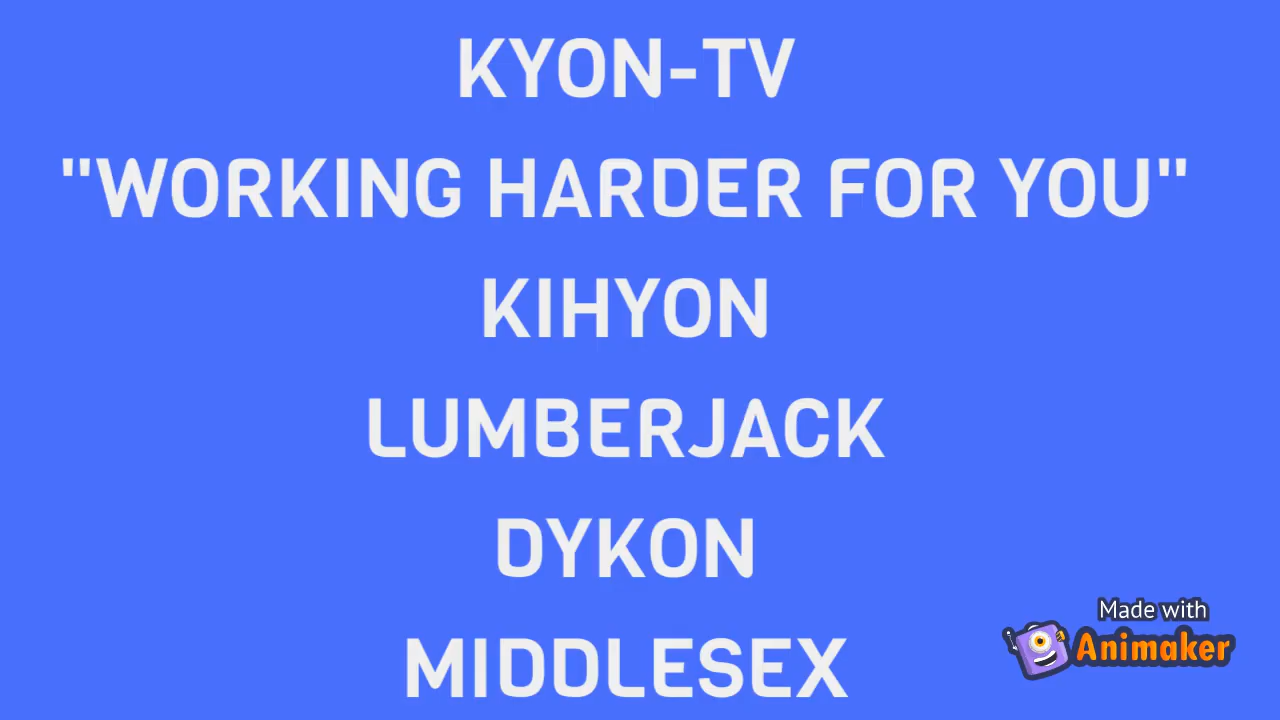 KYON-TV
"WORKING HARDER FOR YOU"
KIHYON
LUMBERJACK
DYKON
MIDDLESEX
Made with
Animaker